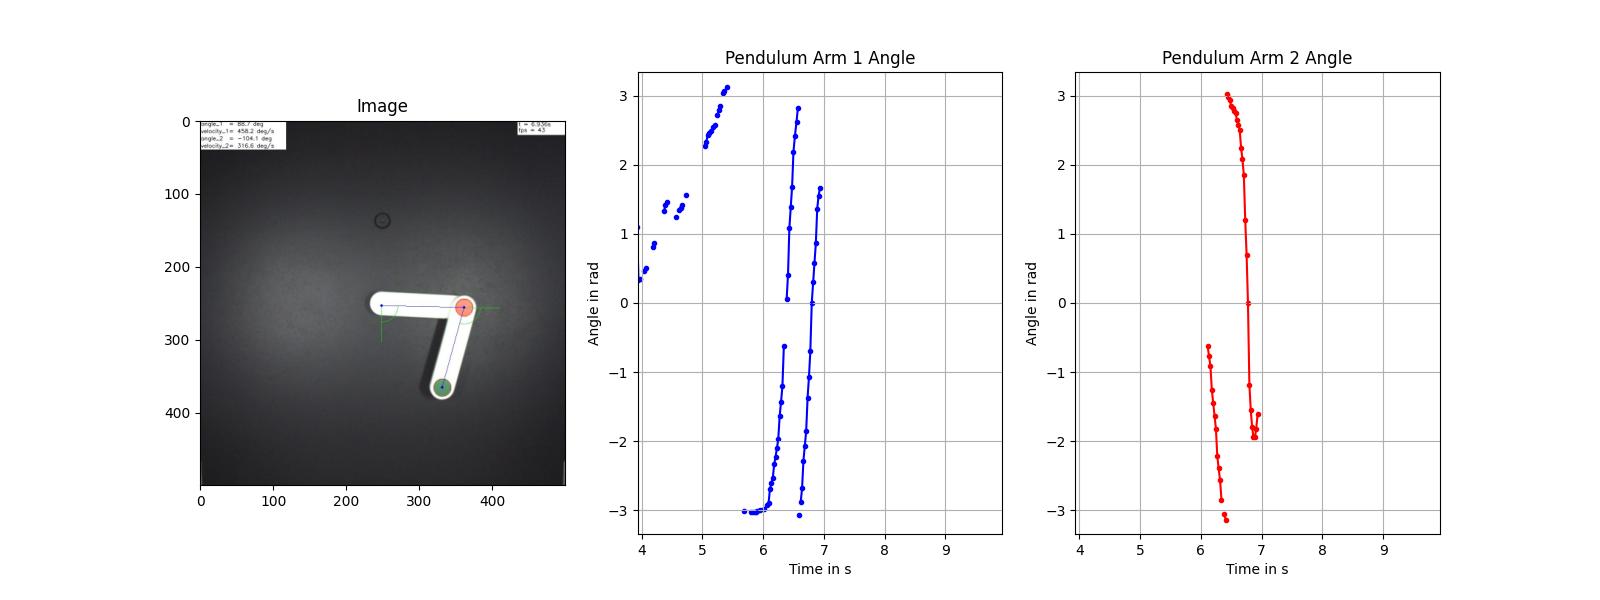 Image
angle_1 = 88.7 deg
velocity_1= 458.2 deg/s
angle_2 = -104.1 deg
velocity_2= 316.6 deg/s
t = 6.936s
fps = 43
0
100
200
300
400
0 100 200 300 400
Pendulum Arm 1 Angle
Angle in rad
3
2
1
0
−1
−2
−3
4 5 6 7 8 9
Time in s
Pendulum Arm 2 Angle
Angle in rad
3
2
1
0
−1
−2
−3
4 5 6 7 8 9
Time in s